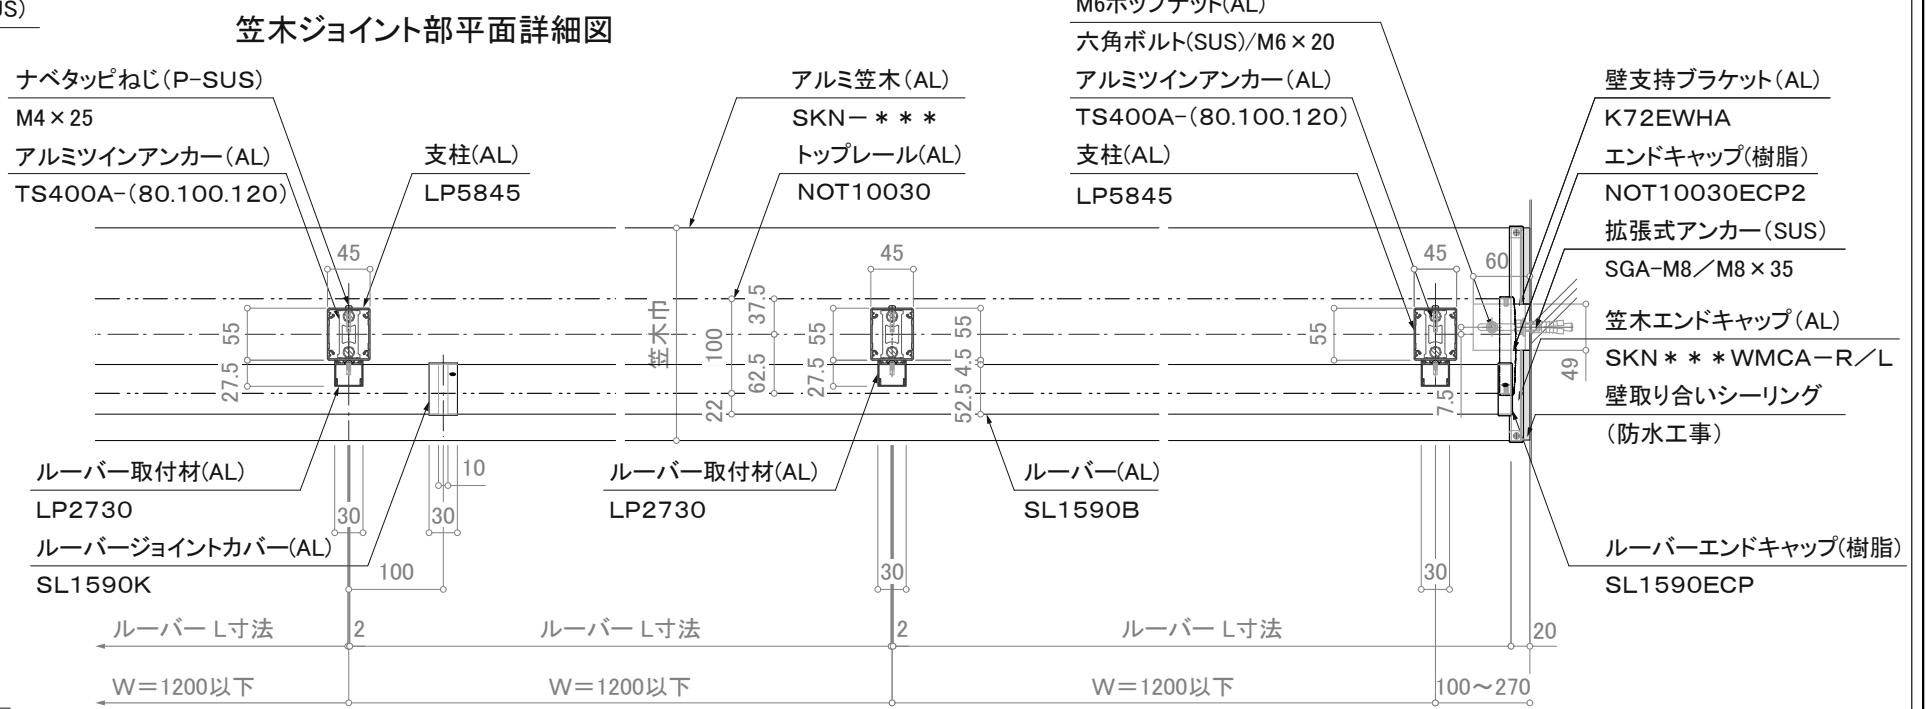 US)
笠木ジョイント部平面詳細図
M6ポップナット(AL)
六角ボルト(SUS)/M6×20
ナベタッピねじ(P-SUS)
M4×25
アルミツインアンカー(AL)
TS400A-(80.100.120)
支柱(AL)
LP5845
アルミ笠木(AL)
SKN-***
トップレール(AL)
NOT10030
アルミツインアンカー(AL)
TS400A-(80.100.120)
支柱(AL)
LP5845
壁支持ブラケット(AL)
K72EWHA
エンドキャップ(樹脂)
NOT10030ECP2
拡張式アンカー(SUS)
SGA-M8/M8×35
笠木エンドキャップ(AL)
SKN***WMCA-R/L
壁取り合いシーリング
(防水工事)
45
45
45
60
55
27.5
笠木巾
100
22
37.5
62.5
55
27.5
55
4.5
52.5
55
7.5
49
ルーバー取付材(AL)
LP2730
ルーバージョイントカバー(AL)
SL1590K
10
30
30
100
ルーバー取付材(AL)
LP2730
30
ルーバー(AL)
SL1590B
30
ルーバーエンドキャップ(樹脂)
SL1590ECP
ルーバー L寸法
2
ルーバー L寸法
2
ルーバー L寸法
20
W=1200以下
W=1200以下
W=1200以下
100~270